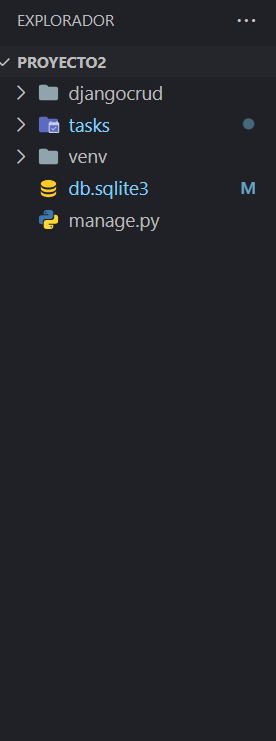 EXPLORADOR
PROYECTO2
djangocrud
tasks
venv
db.sqlite3 M
manage.py